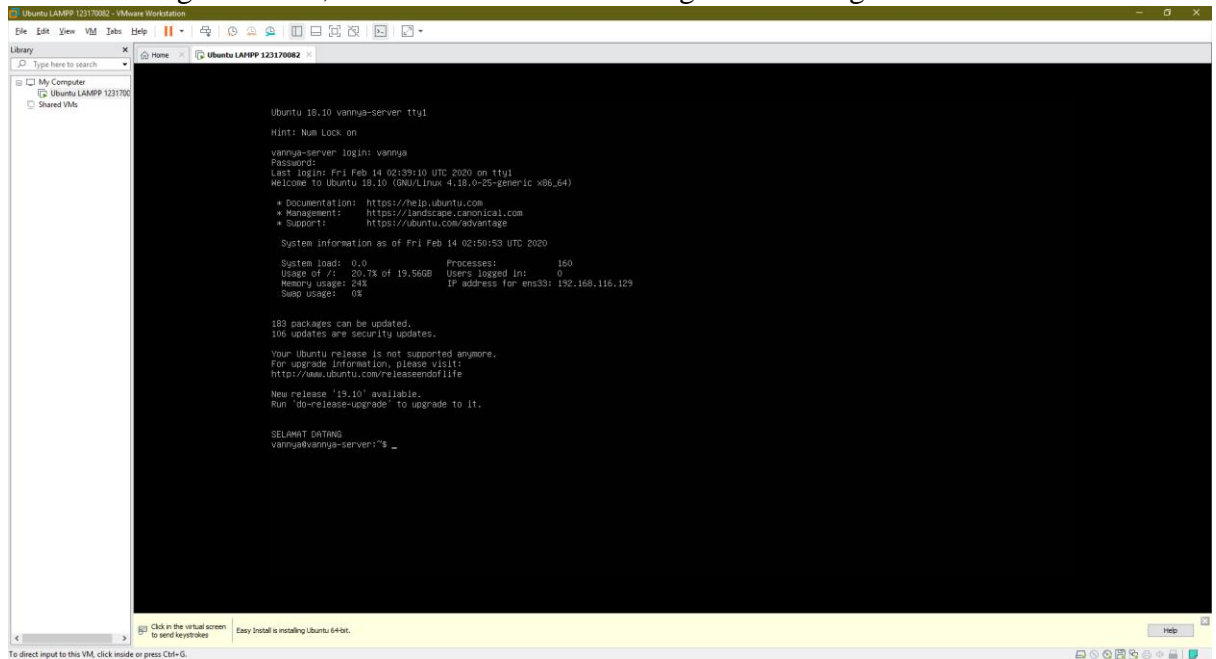 Ubuntu LAMPP 123170082 - VMware Workstation
File Edit View VM Tabs Help
Library
Type here to search
My Computer
Ubuntu LAMPP 1231700
Shared VMs
Home
Ubuntu LAMPP 123170082
Ubuntu 18.10 vannya-server tty1
Hint: Num Lock on
vannya-server login: vannya
Password:
Last login: Fri Feb 14 02:39:10 UTC 2020 on tty1
Welcome to Ubuntu 18.10 (GNU/Linux 4.18.0-25-generic x86_64)
* Documentation: https://help.ubuntu.com
* Management: https://landscape.canonical.com
* Support: https://ubuntu.com/advantage
System information as of Fri Feb 14 02:50:53 UTC 2020
System load: 0.0 Processes: 160
Usage of /: 20.7% of 19.56GB Users logged in: 0
Memory usage: 24% IP address for ens33: 192.168.116.129
Swap usage: 0%
183 packages can be updated.
106 updates are security updates.
Your Ubuntu release is not supported anymore.
For upgrade information, please visit:
http://www.ubuntu.com/releaseendoflife
New release '19.10' available.
Run 'do-release-upgrade' to upgrade to it.
SELAMAT DATANG
vannya@vannya-server:~$ _
Click in the virtual screen
to send keystrokes
Easy Install is installing Ubuntu 64-bit.
Help
To direct input to this VM, click inside or press Ctrl+G.